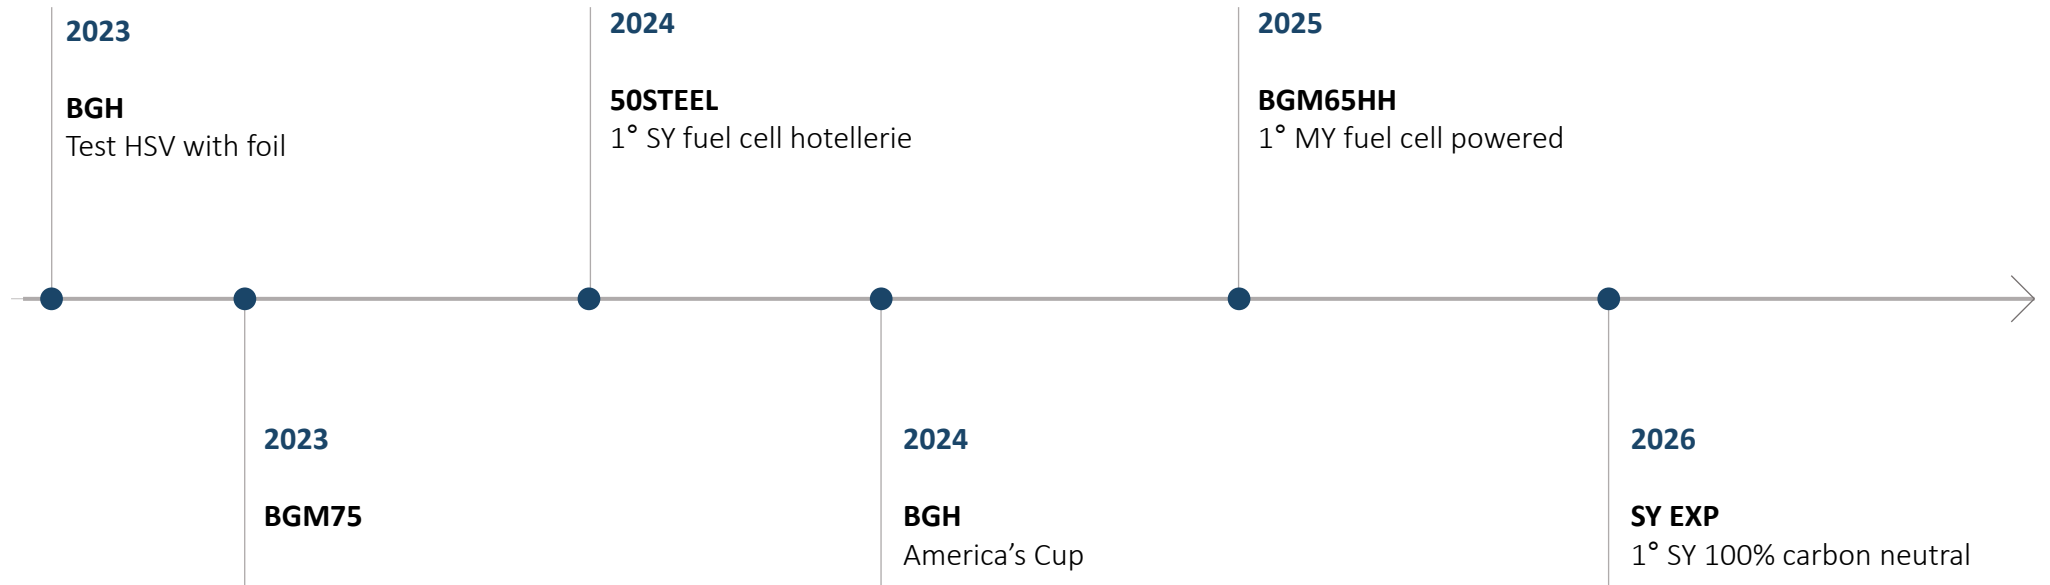 2023
BGH
Test HSV with foil
2024
50STEEL
1° SY fuel cell hotellerie
2025
BGM65HH
1° MY fuel cell powered
2023
BGM75
2024
BGH
America’s Cup
2026
SY EXP
1° SY 100% carbon neutral